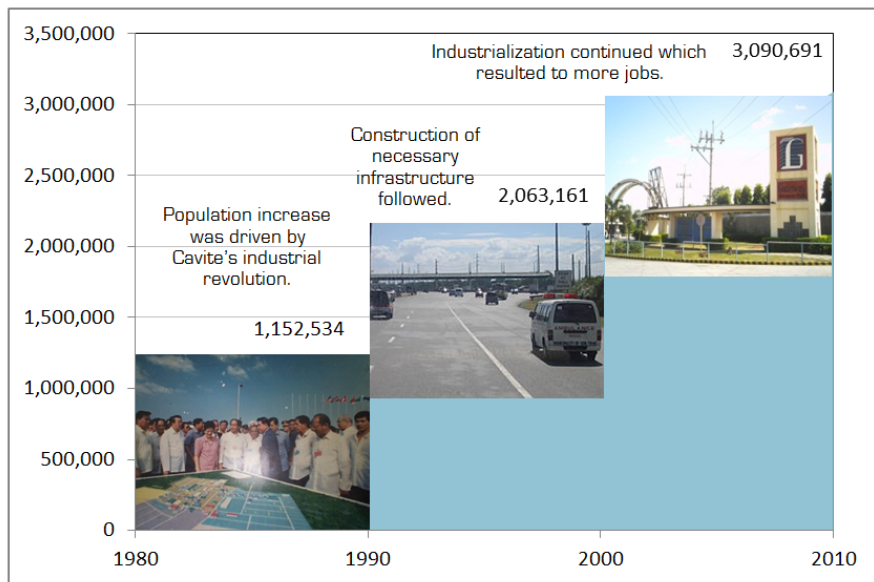 3,500,000
3,000,000
2,500,000
2,000,000
1,500,000
1,000,000
500,000
0
1980
1990
2000
2010
Population increase
was driven by
Cavite's industrial
revolution.
1,152,534
Construction of
necessary
infrastructure
followed.
2,063,161
Industrialization continued which
resulted to more jobs.
3,090,691
AMBULANCE
L